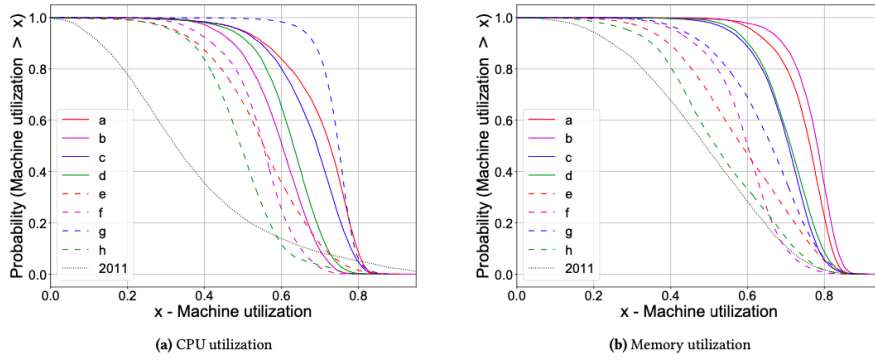 Probability (Machine utilization > x)
1.0
0.8
0.6
0.4
0.2
0.0
a
b
c
d
e
f
g
h
2011
0.0 0.2 0.4 0.6 0.8
x - Machine utilization
(a) CPU utilization
Probability (Machine utilization > x)
1.0
0.8
0.6
0.4
0.2
0.0
a
b
c
d
e
f
g
h
2011
0.0 0.2 0.4 0.6 0.8
x - Machine utilization
(b) Memory utilization